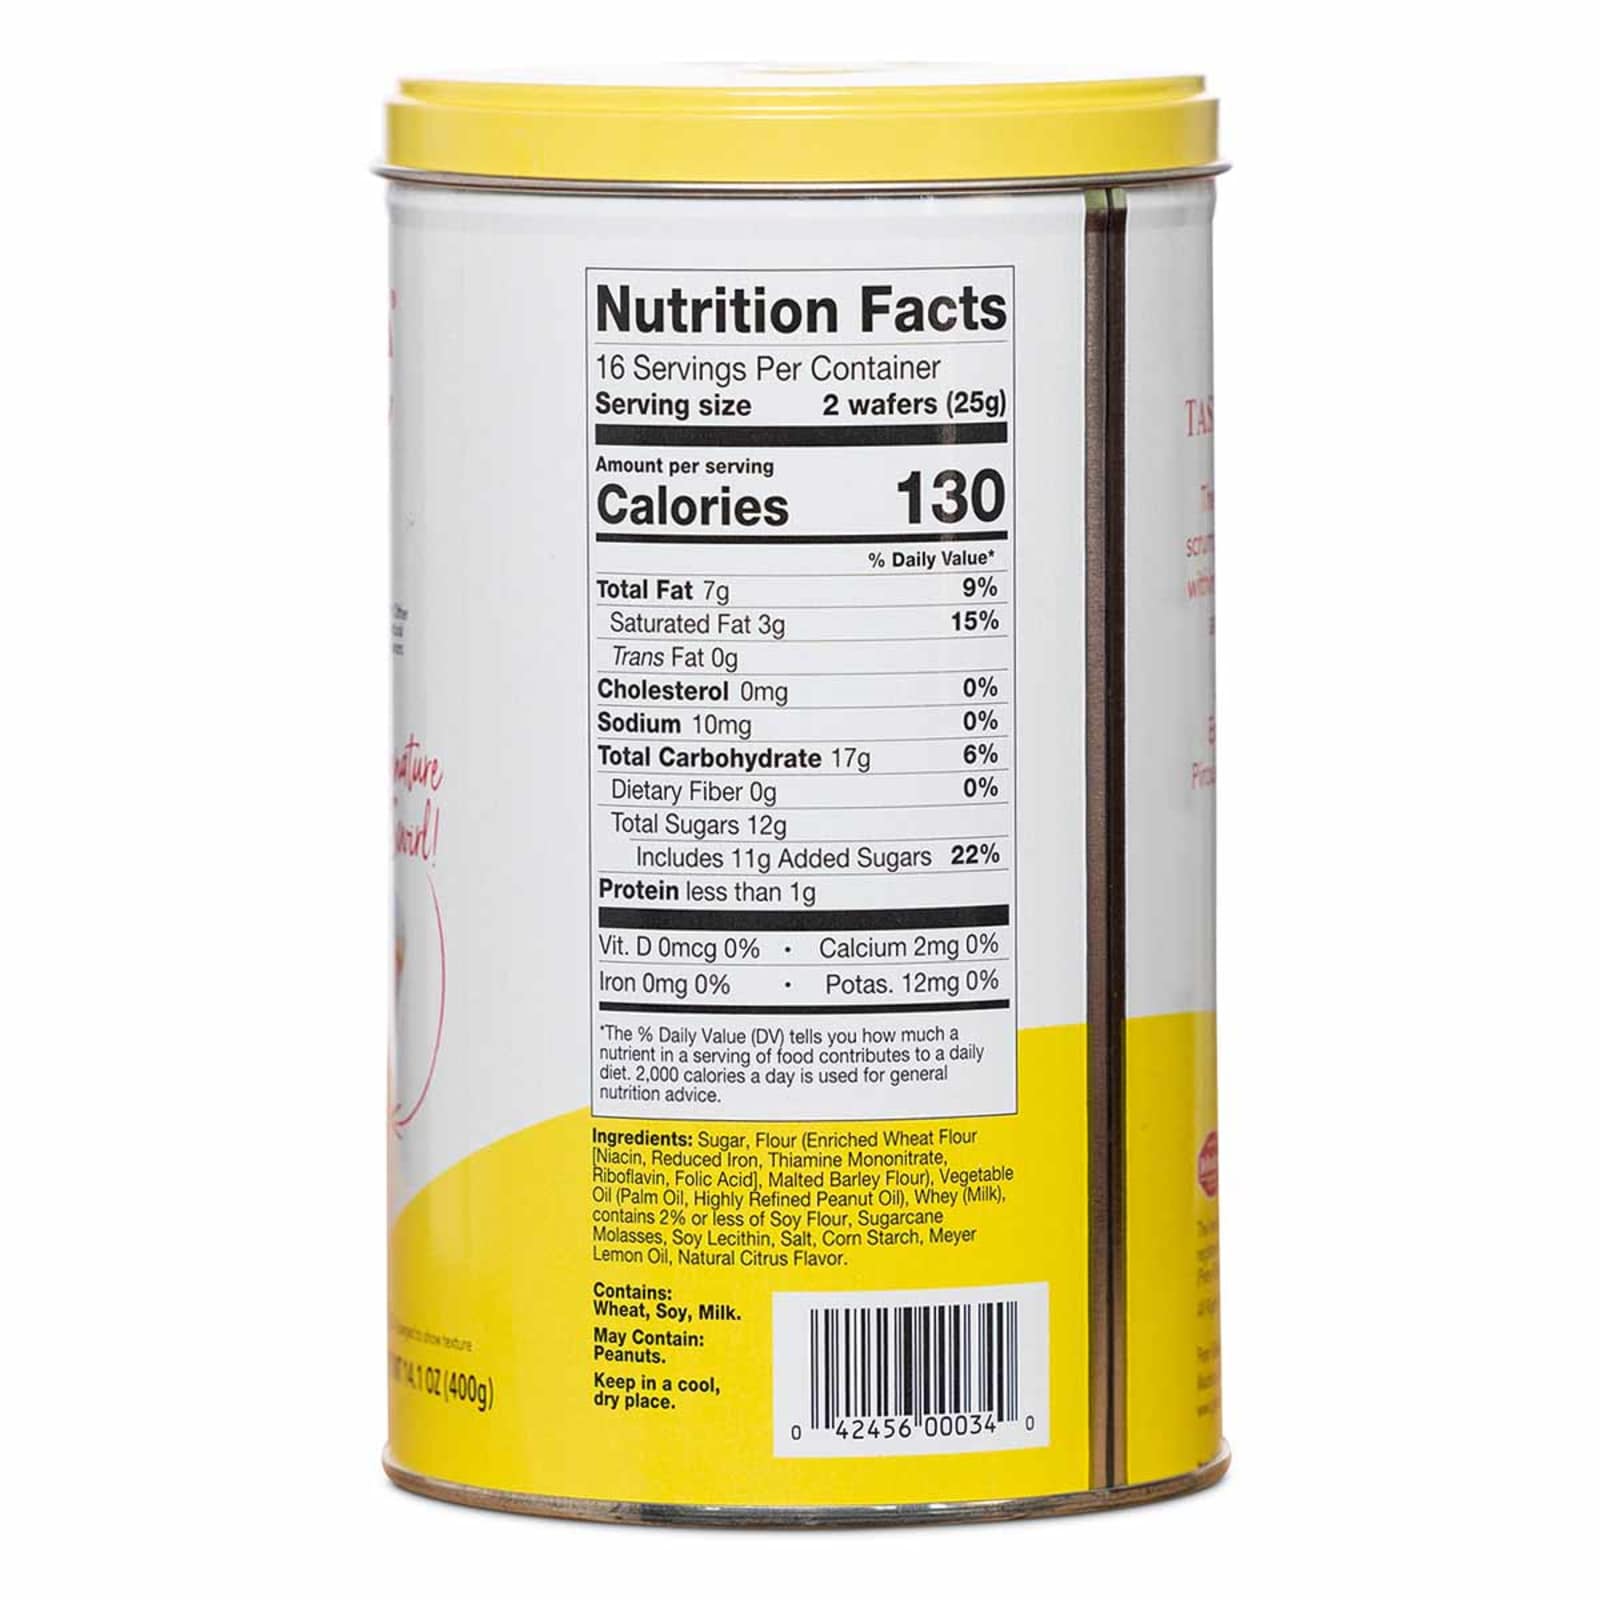 Nutrition Facts
16 Servings Per Container
Serving size 2 wafers (25g)
Amount per serving
Calories 130
% Daily Value*
Total Fat 7g 9%
Saturated Fat 3g 15%
Trans Fat 0g
Cholesterol 0mg 0%
Sodium 10mg 0%
Total Carbohydrate 17g 6%
Dietary Fiber 0g 0%
Total Sugars 12g
Includes 11g Added Sugars 22%
Protein less than 1g
Vit. D 0mcg 0% • Calcium 2mg 0%
Iron 0mg 0% • Potas. 12mg 0%
*The % Daily Value (DV) tells you how much a
nutrient in a serving of food contributes to a daily
diet. 2,000 calories a day is used for general
nutrition advice.
Ingredients: Sugar, Flour (Enriched Wheat Flour
[Niacin, Reduced Iron, Thiamine Mononitrate,
Riboflavin, Folic Acid], Malted Barley Flour), Vegetable
Oil (Palm Oil, Highly Refined Peanut Oil), Whey (Milk),
contains 2% or less of Soy Flour, Sugarcane
Molasses, Soy Lecithin, Salt, Corn Starch, Meyer
Lemon Oil, Natural Citrus Flavor.
Contains:
Wheat, Soy, Milk.
May Contain:
Peanuts.
Keep in a cool,
dry place.
0 42456 00034 0
to show texture
14.1 OZ (400g)